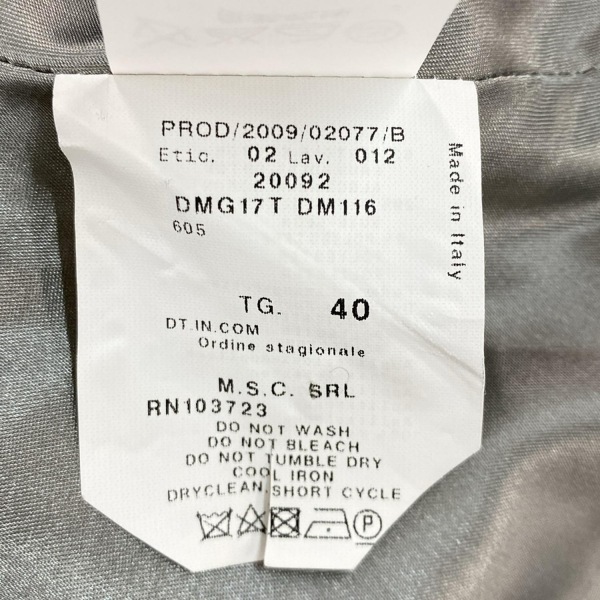 PROD/2009/02077/B
Etic. 02 Lav. 012
20092
DMG17T DM116
605
Made in Italy
TG. 40
DT.IN.COM
Ordine stagionale
M.S.C. SRL
RN103723
DO NOT WASH
DO NOT BLEACH
DO NOT TUMBLE DRY
COOL IRON
DRYCLEAN.SHORT CYCLE
P